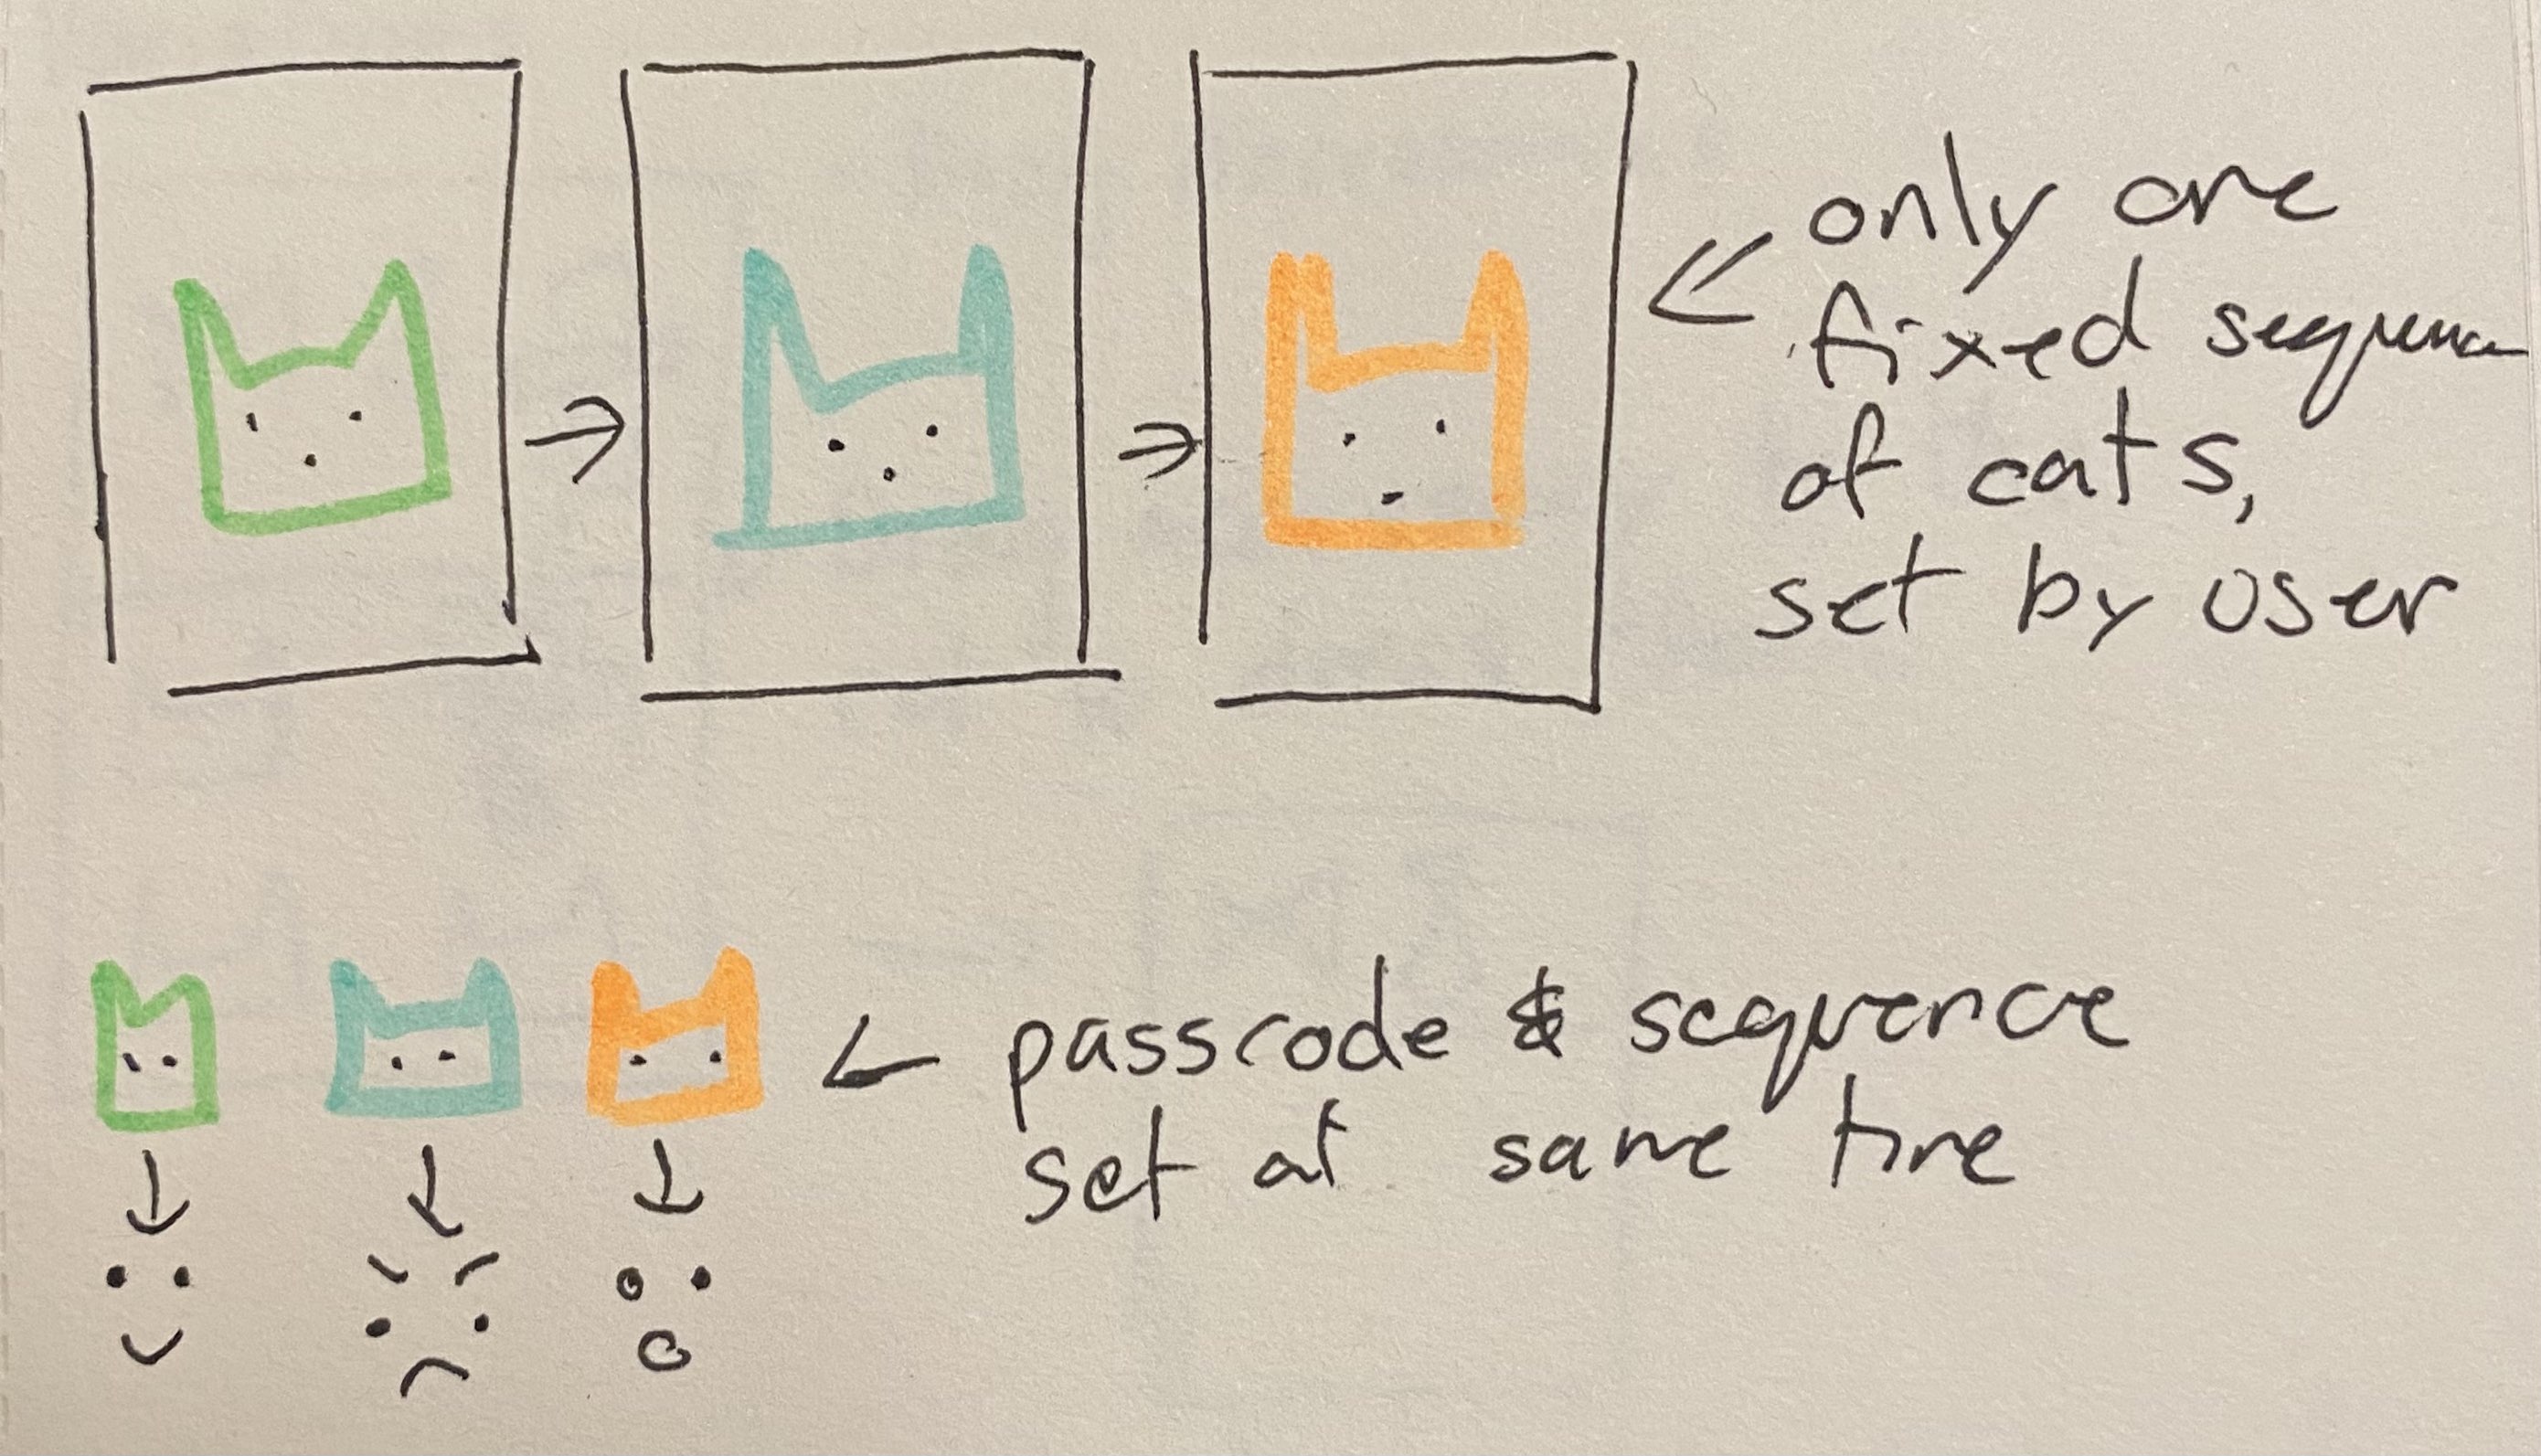 only one
fixed sequence
of cats,
set by user
passcode & sequence
set at same time